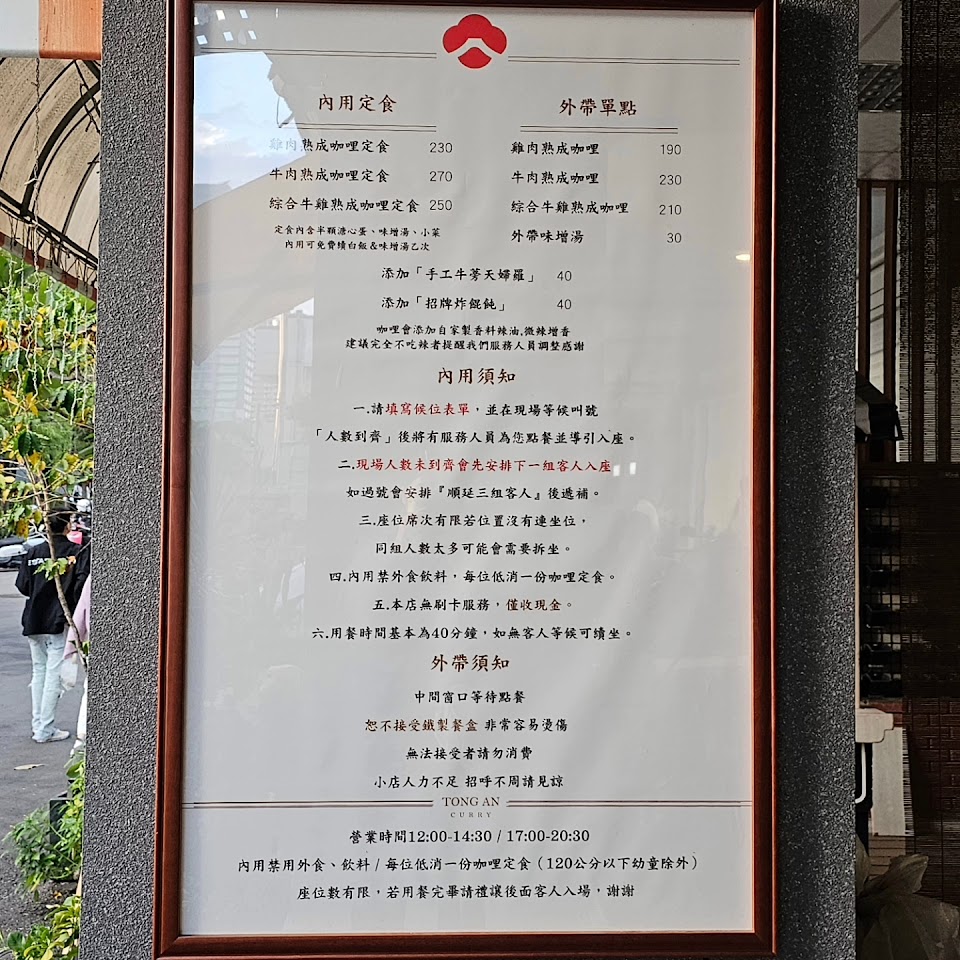 內用定食
雞肉熟成咖哩定食 230
牛肉熟成咖哩定食 270
綜合牛雞熟成咖哩定食 250
定食內含半顆溏心蛋、味增湯、小菜
內用可免費續白飯&味增湯乙次
外帶單點
雞肉熟成咖哩 190
牛肉熟成咖哩 230
綜合牛雞熟成咖哩 210
外帶味增湯 30
添加「手工牛蒡天婦羅」 40
添加「招牌炸餛飩」 40
咖哩會添加自家製香料辣油,微辣增香
建議完全不吃辣者提醒我們服務人員調整感謝
內用須知
一.請填寫候位表單，並在現場等候叫號
「人數到齊」後將有服務人員為您點餐並導引入座。
二.現場人數未到齊會先安排下一組客人入座
如過號會安排『順延三組客人』後遞補。
三.座位席次有限若位置沒有連坐位，
同組人數太多可能會需要拆坐。
四.內用禁外食飲料，每位低消一份咖哩定食。
五.本店無刷卡服務，僅收現金。
六.用餐時間基本為40分鐘，如無客人等候可續坐。
外帶須知
中間窗口等待點餐
恕不接受鐵製餐盒 非常容易燙傷
無法接受者請勿消費
小店人力不足 招呼不周請見諒
TONG AN
CURRY
營業時間12:00-14:30 / 17:00-20:30
內用禁用外食、飲料 / 每位低消一份咖哩定食（120公分以下幼童除外）
座位數有限，若用餐完畢請禮讓後面客人入場，謝謝